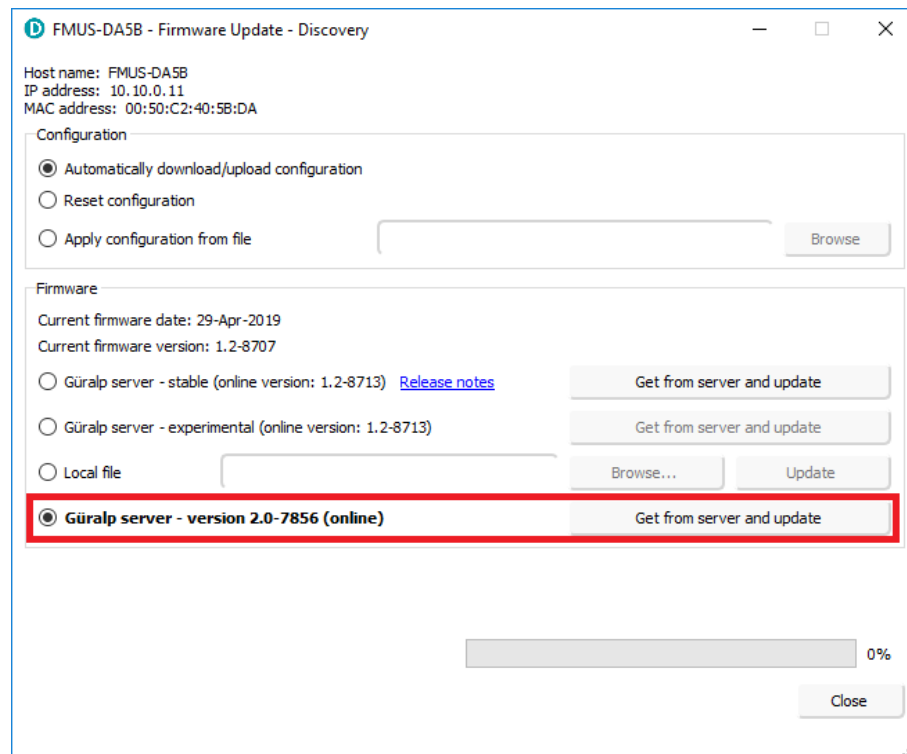 FMUS-DA5B - Firmware Update - Discovery
Host name: FMUS-DA5B
IP address: 10.10.0.11
MAC address: 00:50:C2:40:5B:DA
Configuration
Automatically download/upload configuration
Reset configuration
Apply configuration from file Browse
Firmware
Current firmware date: 29-Apr-2019
Current firmware version: 1.2-8707
Güralp server - stable (online version: 1.2-8713) Release notes Get from server and update
Güralp server - experimental (online version: 1.2-8713) Get from server and update
Local file Browse... Update
Güralp server - version 2.0-7856 (online) Get from server and update
0%
Close